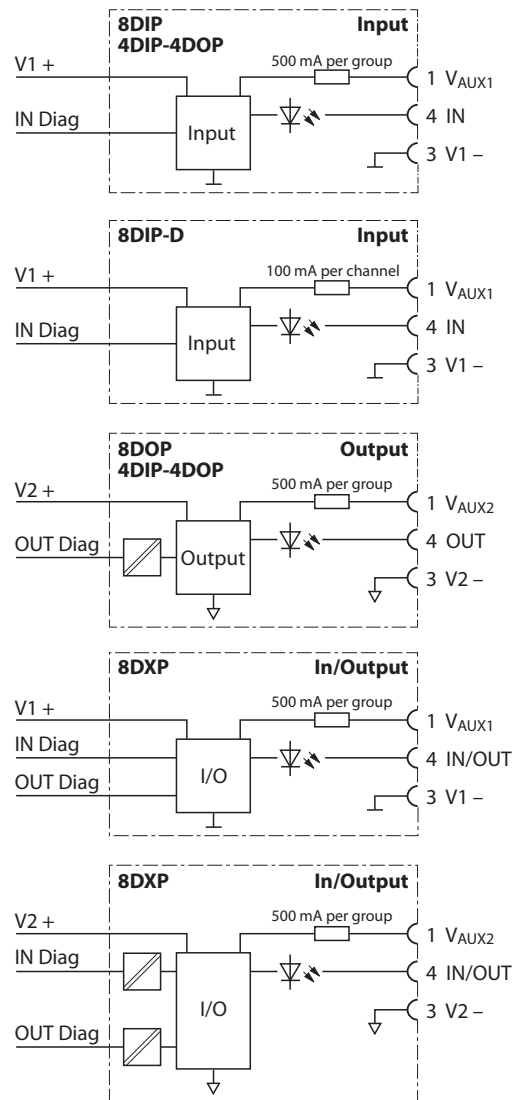 8DIP Input
4DIP-4DOP
500 mA per group
V1 +
1 VAUX1
IN Diag
4 IN
Input
3 V1 –
8DIP-D Input
100 mA per channel
V1 +
1 VAUX1
IN Diag
4 IN
Input
3 V1 –
8DOP Output
4DIP-4DOP
500 mA per group
V2 +
1 VAUX2
OUT Diag
4 OUT
Output
3 V2 –
8DXP In/Output
500 mA per group
V1 +
1 VAUX1
IN Diag
4 IN/OUT
OUT Diag
I/O
3 V1 –
8DXP In/Output
500 mA per group
V2 +
1 VAUX2
IN Diag
4 IN/OUT
I/O
3 V2 –
OUT Diag